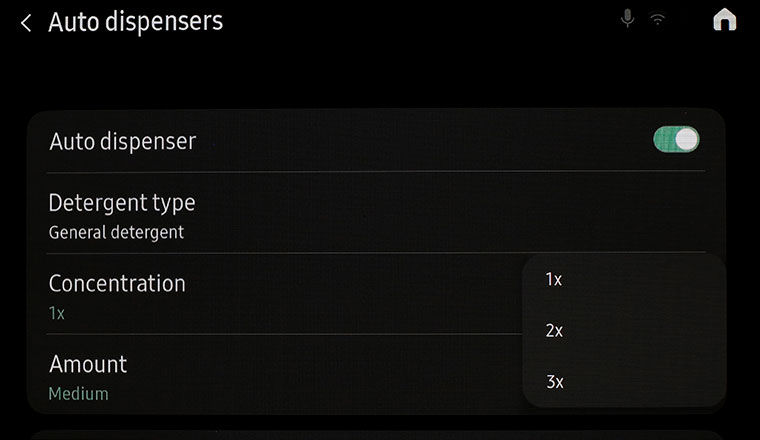 Auto dispensers
Auto dispenser
Detergent type
General detergent
Concentration
1x
1x
2x
3x
Amount
Medium